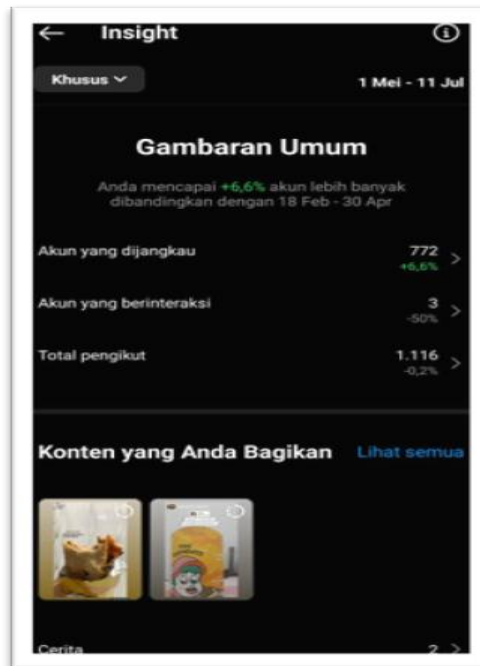 Insight
Khusus
1 Mei - 11 Jul
Gambaran Umum
Anda mencapai +6,6% akun lebih banyak
dibandingkan dengan 18 Feb - 30 Apr
Akun yang dijangkau
772
+6,6%
Akun yang berinteraksi
3
-50%
Total pengikut
1.116
-0,2%
Konten yang Anda Bagikan
Lihat semua
Cerita
2